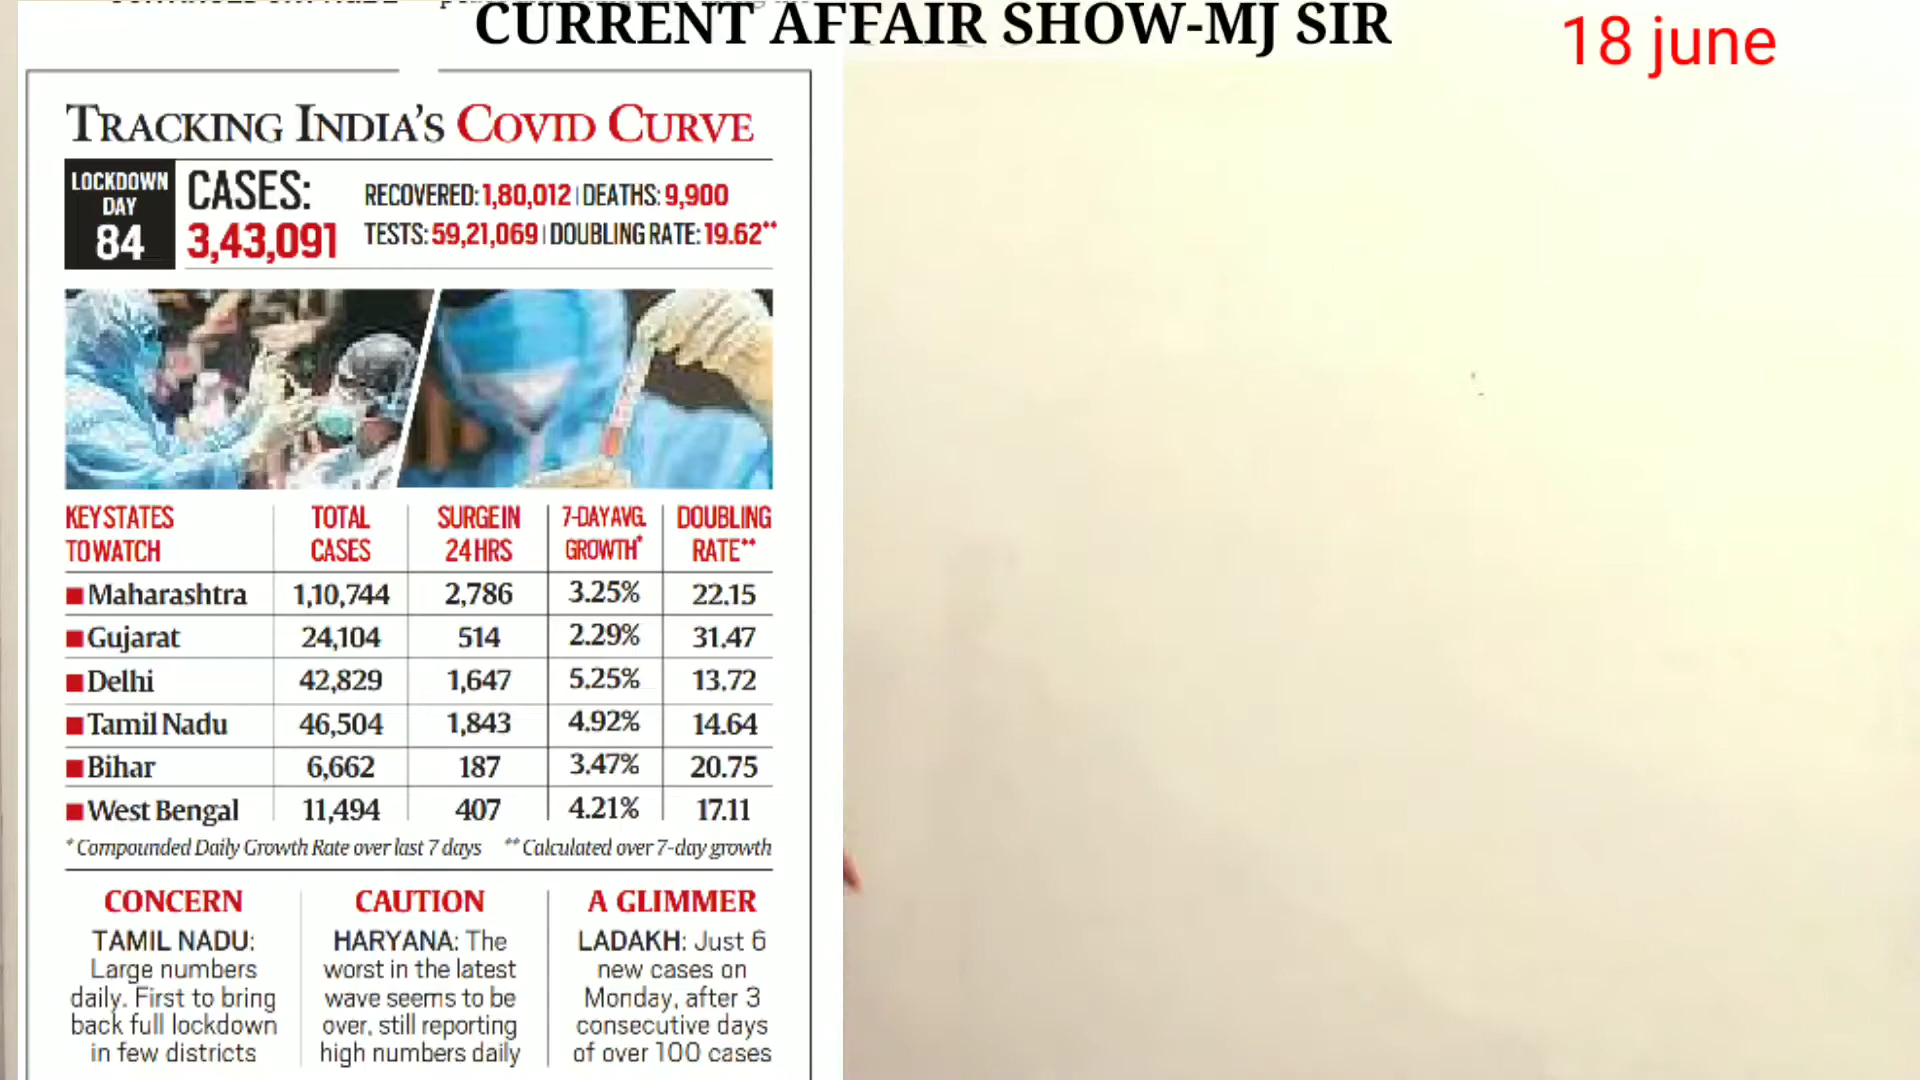 CURRENT AFFAIR SHOW-MJ SIR
18 june
TRACKING INDIA'S COVID CURVE
LOCKDOWN
DAY
84
CASES:
3,43,091
RECOVERED: 1,80,012 | DEATHS: 9,900
TESTS: 59,21,069 | DOUBLING RATE: 19.62**
KEY STATES TO WATCH | TOTAL CASES | SURGE IN 24 HRS | 7-DAY AVG. GROWTH* | DOUBLING RATE**
Maharashtra 1,10,744 2,786 3.25% 22.15
Gujarat 24,104 514 2.29% 31.47
Delhi 42,829 1,647 5.25% 13.72
Tamil Nadu 46,504 1,843 4.92% 14.64
Bihar 6,662 187 3.47% 20.75
West Bengal 11,494 407 4.21% 17.11
* Compounded Daily Growth Rate over last 7 days ** Calculated over 7-day growth
CONCERN
TAMIL NADU:
Large numbers
daily. First to bring
back full lockdown
in few districts
CAUTION
HARYANA: The
worst in the latest
wave seems to be
over, still reporting
high numbers daily
A GLIMMER
LADAKH: Just 6
new cases on
Monday, after 3
consecutive days
of over 100 cases